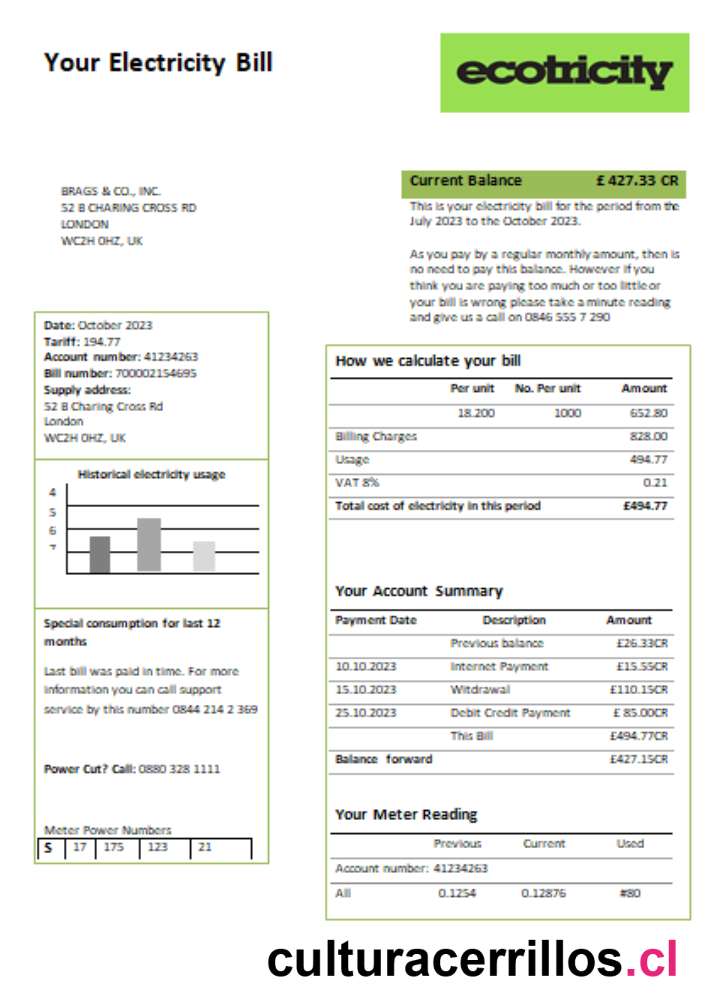 Your Electricity Bill
ecotricity
BRAGS & CO., INC.
52 B CHARING CROSS RD
LONDON
WC2H 0HZ, UK
Current Balance £ 427.33 CR
This is your electricity bill for the period from the
July 2023 to the October 2023.
As you pay by a regular monthly amount, then is
no need to pay this balance. However if you
think you are paying too much or too little or
your bill is wrong please take a minute reading
and give us a call on 0846 555 7 290
Date: October 2023
Tariff: 194.77
Account number: 41234263
Bill number: 700002154695
Supply address:
52 B Charing Cross Rd
London
WC2H 0HZ, UK
Historical electricity usage
4
5
6
7
Special consumption for last 12
months
Last bill was paid in time. For more
information you can call support
service by this number 0844 214 2 369
Power Cut? Call: 0880 328 1111
Meter Power Numbers
S 17 175 123 21
How we calculate your bill
Per unit No. Per unit Amount
18.200 1000 652.80
Billing Charges 828.00
Usage 494.77
VAT 8% 0.21
Total cost of electricity in this period £494.77
Your Account Summary
Payment Date Description Amount
Previous balance £26.33CR
10.10.2023 Internet Payment £15.55CR
15.10.2023 Witdrawal £110.15CR
25.10.2023 Debit Credit Payment £ 85.00CR
This Bill £494.77CR
Balance forward £427.15CR
Your Meter Reading
Previous Current Used
Account number: 41234263
All 0.1254 0.12876 #80
culturacerrillos.cl